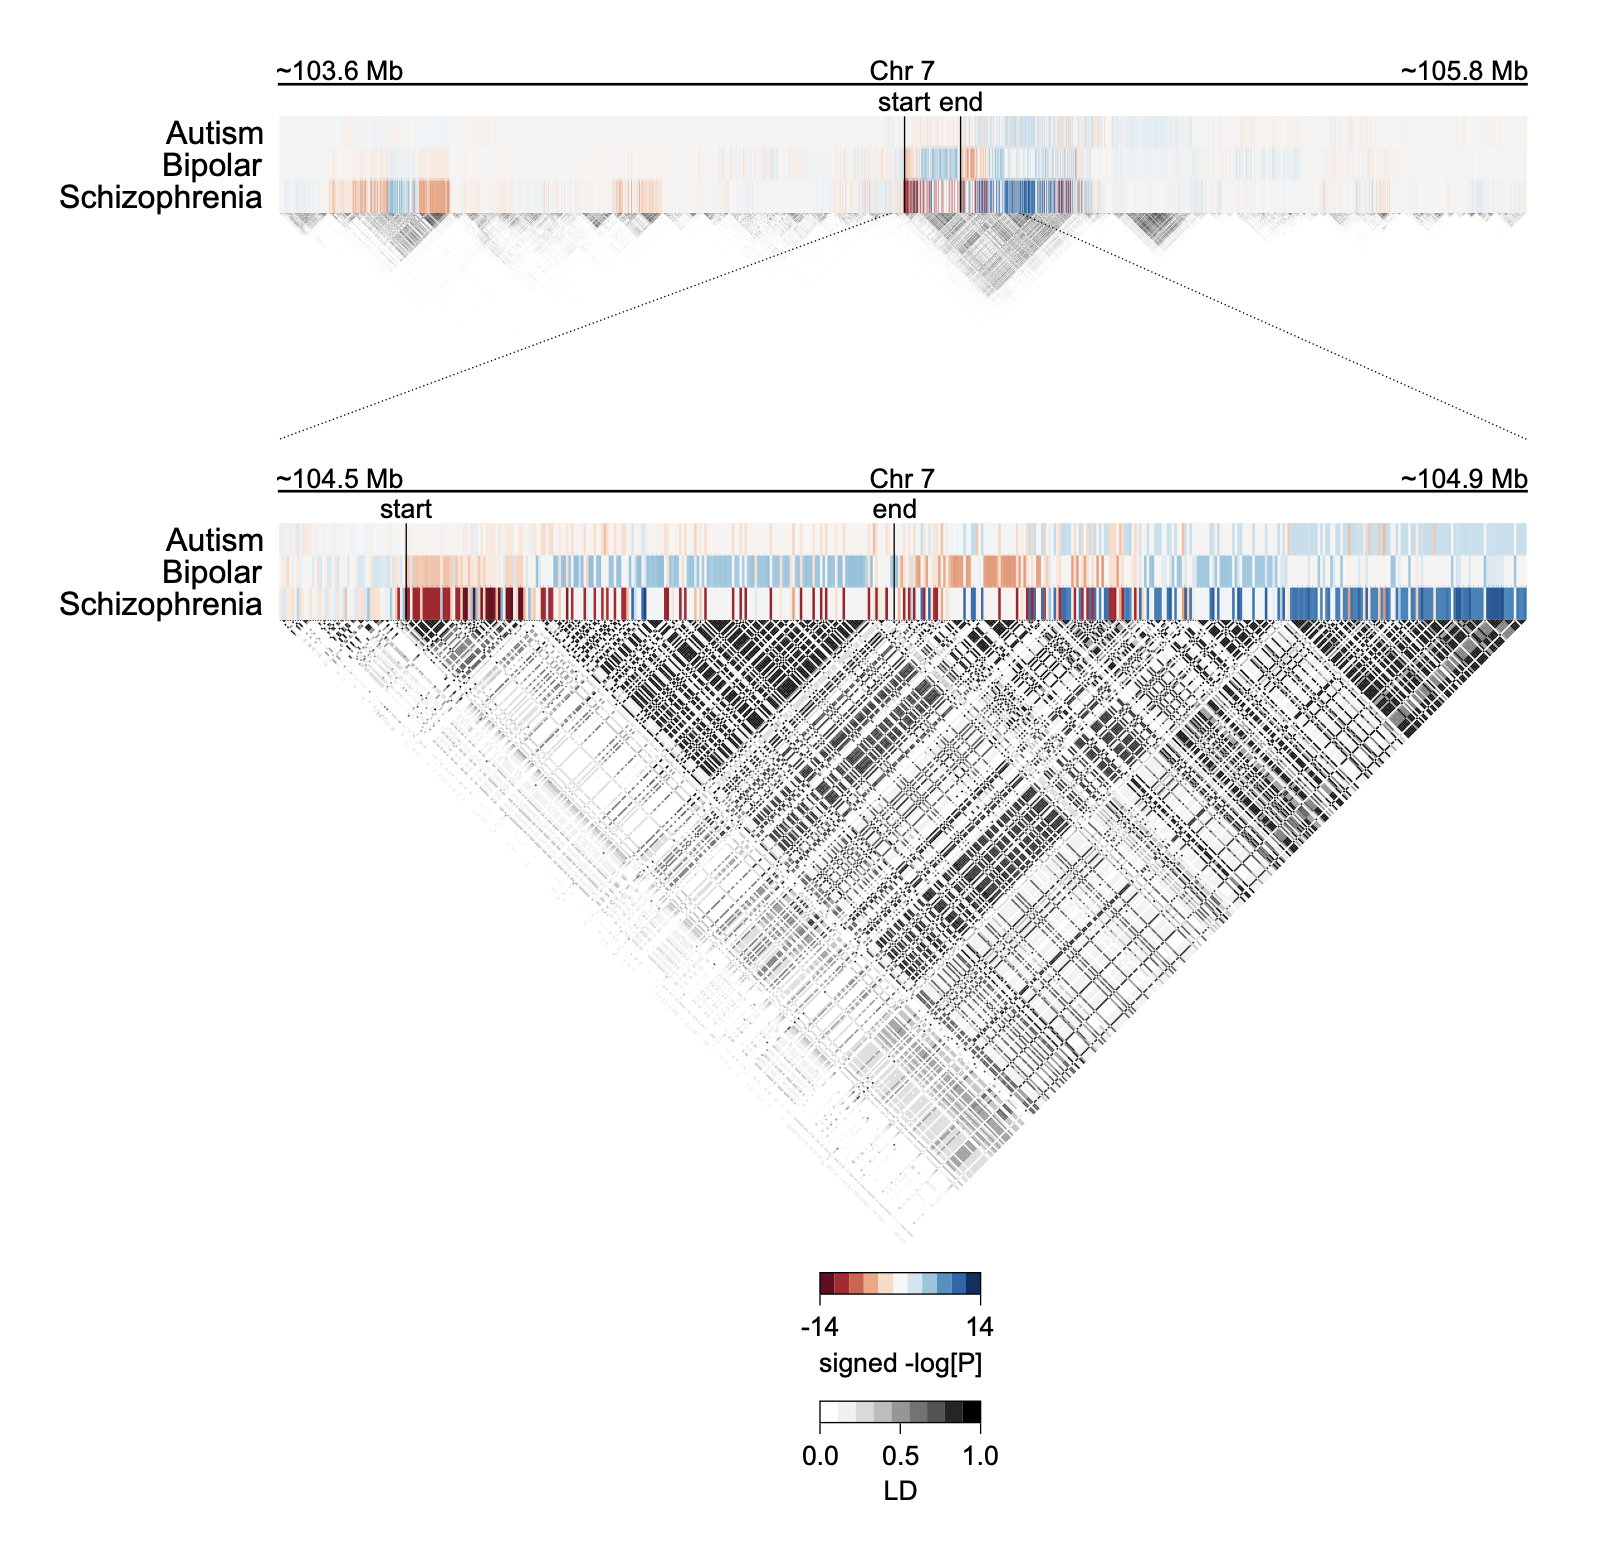 ~103.6 Mb Chr 7 ~105.8 Mb
start end
Autism
Bipolar
Schizophrenia
~104.5 Mb Chr 7 ~104.9 Mb
start end
Autism
Bipolar
Schizophrenia
-14 14
signed -log[P]
0.0 0.5 1.0
LD